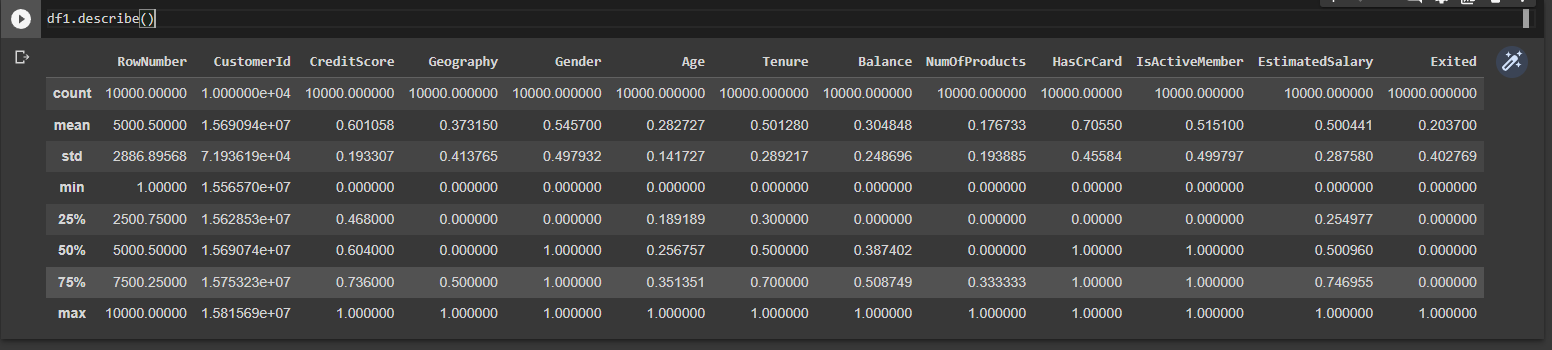 df1.describe()
RowNumber CustomerId CreditScore Geography Gender Age Tenure Balance NumOfProducts HasCrCard IsActiveMember EstimatedSalary Exited
count 10000.00000 1.000000e+04 10000.000000 10000.000000 10000.000000 10000.000000 10000.000000 10000.000000 10000.000000 10000.00000 10000.000000 10000.000000 10000.000000
mean 5000.50000 1.569094e+07 0.601058 0.373150 0.545700 0.282727 0.501280 0.304848 0.176733 0.70550 0.515100 0.500441 0.203700
std 2886.89568 7.193619e+04 0.193307 0.413765 0.497932 0.141727 0.289217 0.248696 0.193885 0.45584 0.499797 0.287580 0.402769
min 1.00000 1.556570e+07 0.000000 0.000000 0.000000 0.000000 0.000000 0.000000 0.000000 0.00000 0.000000 0.000000 0.000000
25% 2500.75000 1.562853e+07 0.468000 0.000000 0.000000 0.189189 0.300000 0.000000 0.000000 0.00000 0.000000 0.254977 0.000000
50% 5000.50000 1.569074e+07 0.604000 0.000000 1.000000 0.256757 0.500000 0.387402 0.000000 1.00000 1.000000 0.500960 0.000000
75% 7500.25000 1.575323e+07 0.736000 0.500000 1.000000 0.351351 0.700000 0.508749 0.333333 1.00000 1.000000 0.746955 0.000000
max 10000.00000 1.581569e+07 1.000000 1.000000 1.000000 1.000000 1.000000 1.000000 1.000000 1.00000 1.000000 1.000000 1.000000